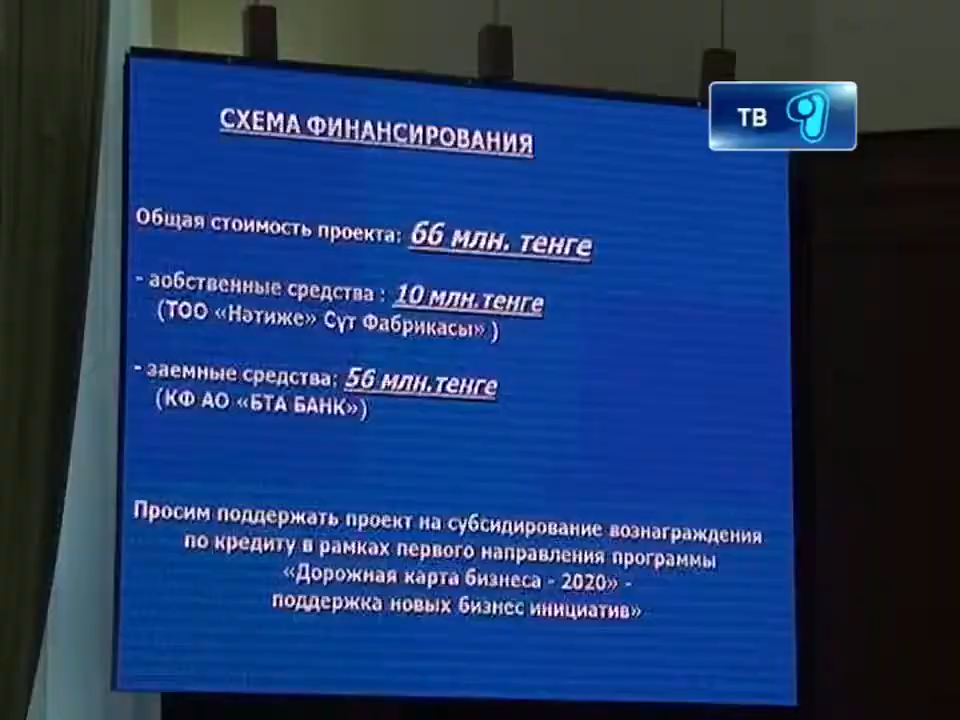 ТВ
СХЕМА ФИНАНСИРОВАНИЯ
Общая стоимость проекта: 66 млн. тенге
- аобственные средства : 10 млн.тенге
(ТОО «Нәтиже» Сүт Фабрикасы» )
- заемные средства: 56 млн.тенге
(КФ АО «БТА БАНК»)
Просим поддержать проект на субсидирование вознаграждения
по кредиту в рамках первого направления программы
«Дорожная карта бизнеса - 2020» -
поддержка новых бизнес инициатив»